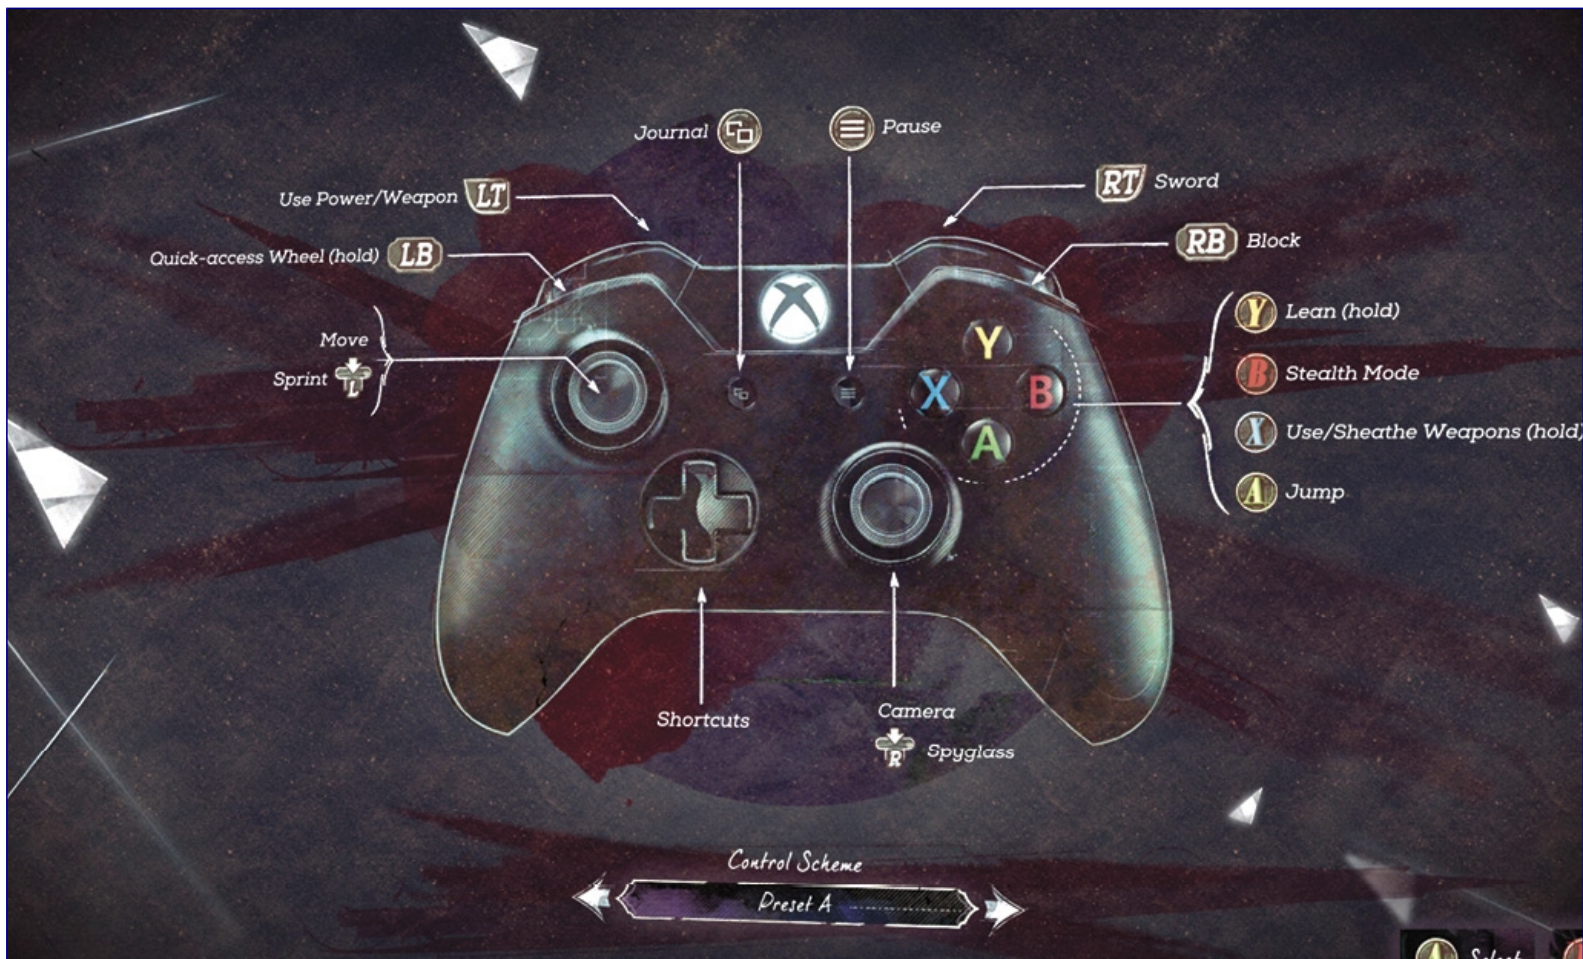 Journal
Pause
Use Power/Weapon LT
RT Sword
Quick-access Wheel (hold) LB
RB Block
Move
Sprint L
Y
X
B
A
Y Lean (hold)
B Stealth Mode
X Use/Sheathe Weapons (hold)
A Jump
Shortcuts
Camera
R Spyglass
Control Scheme
Preset A
A Select